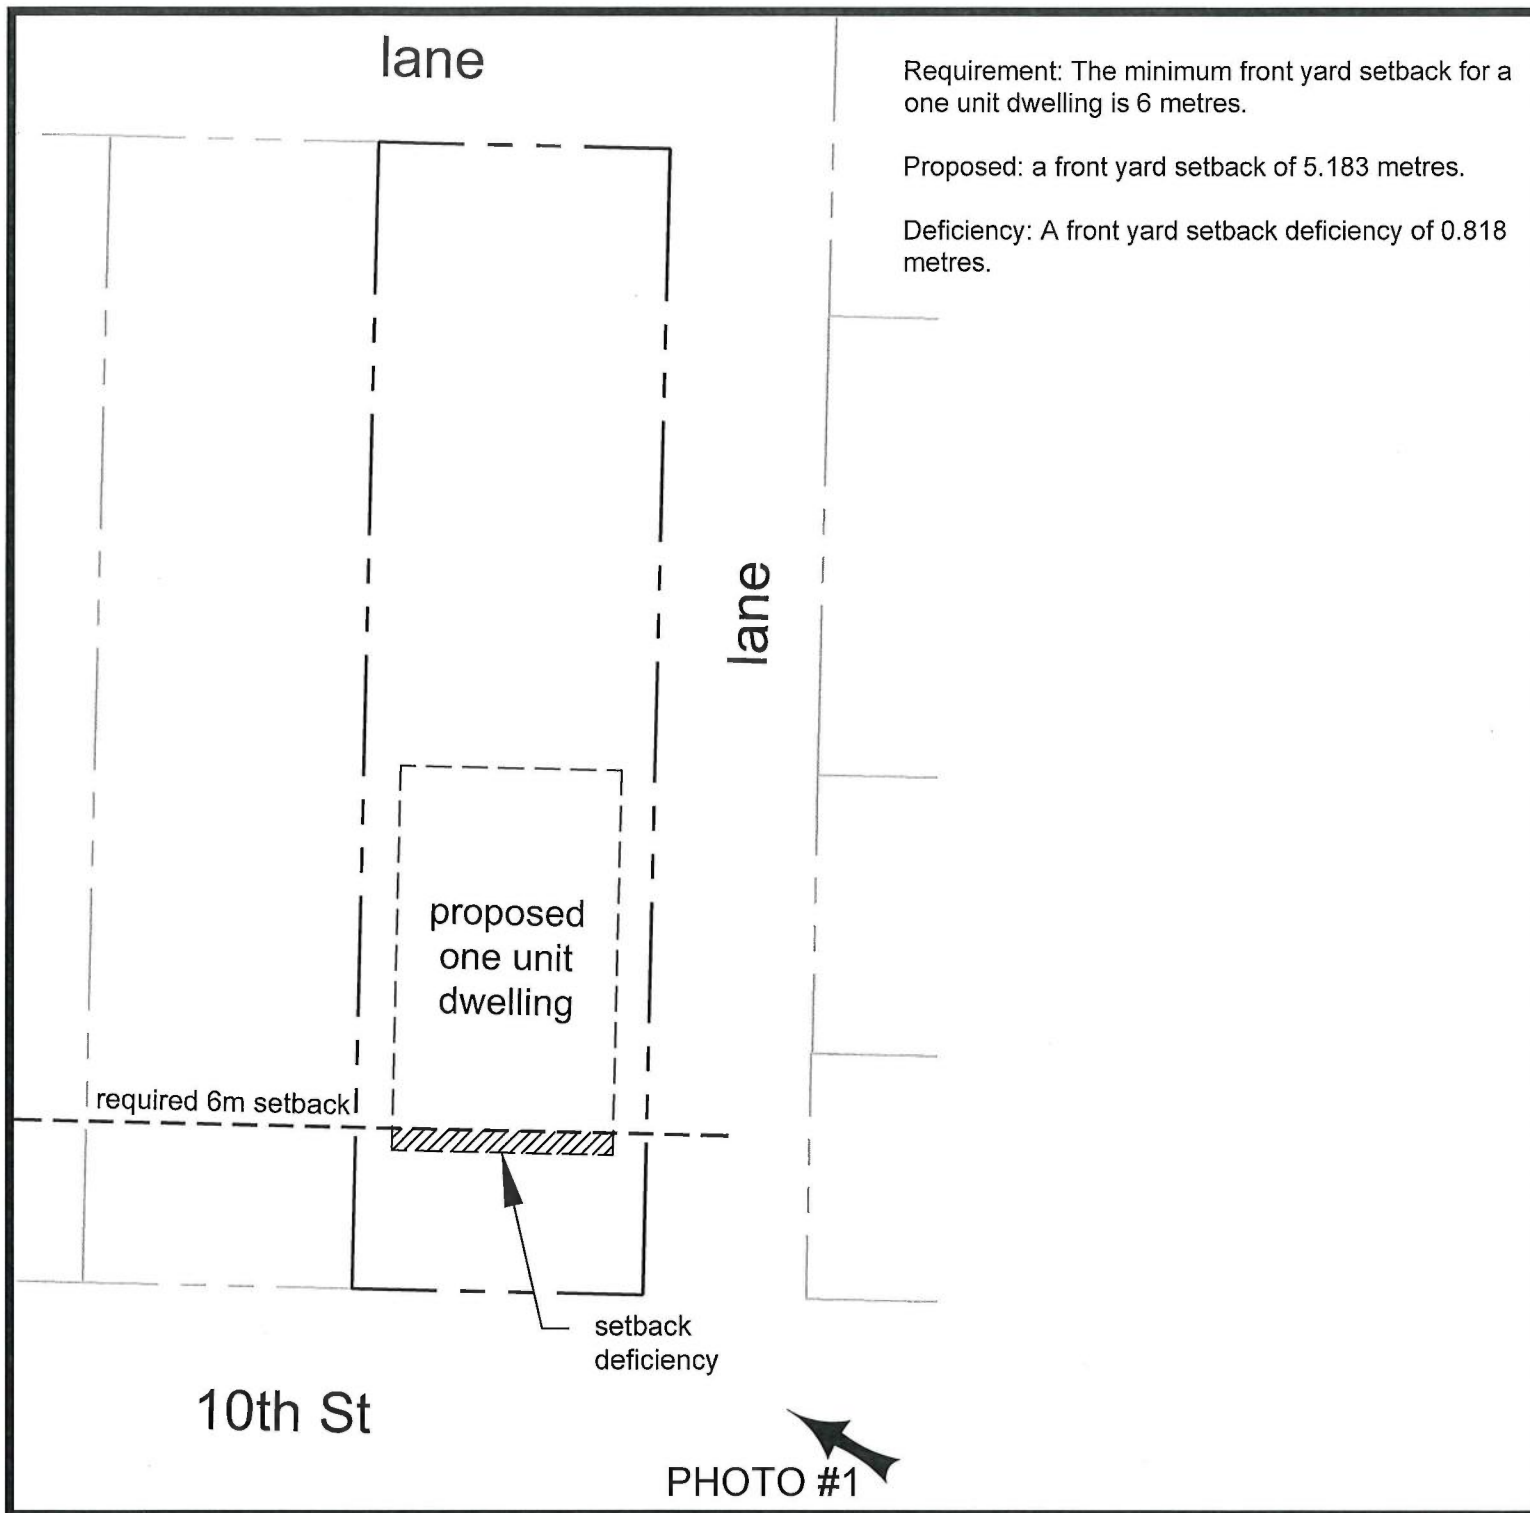 lane
Requirement: The minimum front yard setback for a
one unit dwelling is 6 metres.
Proposed: a front yard setback of 5.183 metres.
Deficiency: A front yard setback deficiency of 0.818
metres.
lane
proposed
one unit
dwelling
required 6m setback
setback
deficiency
10th St
PHOTO #1